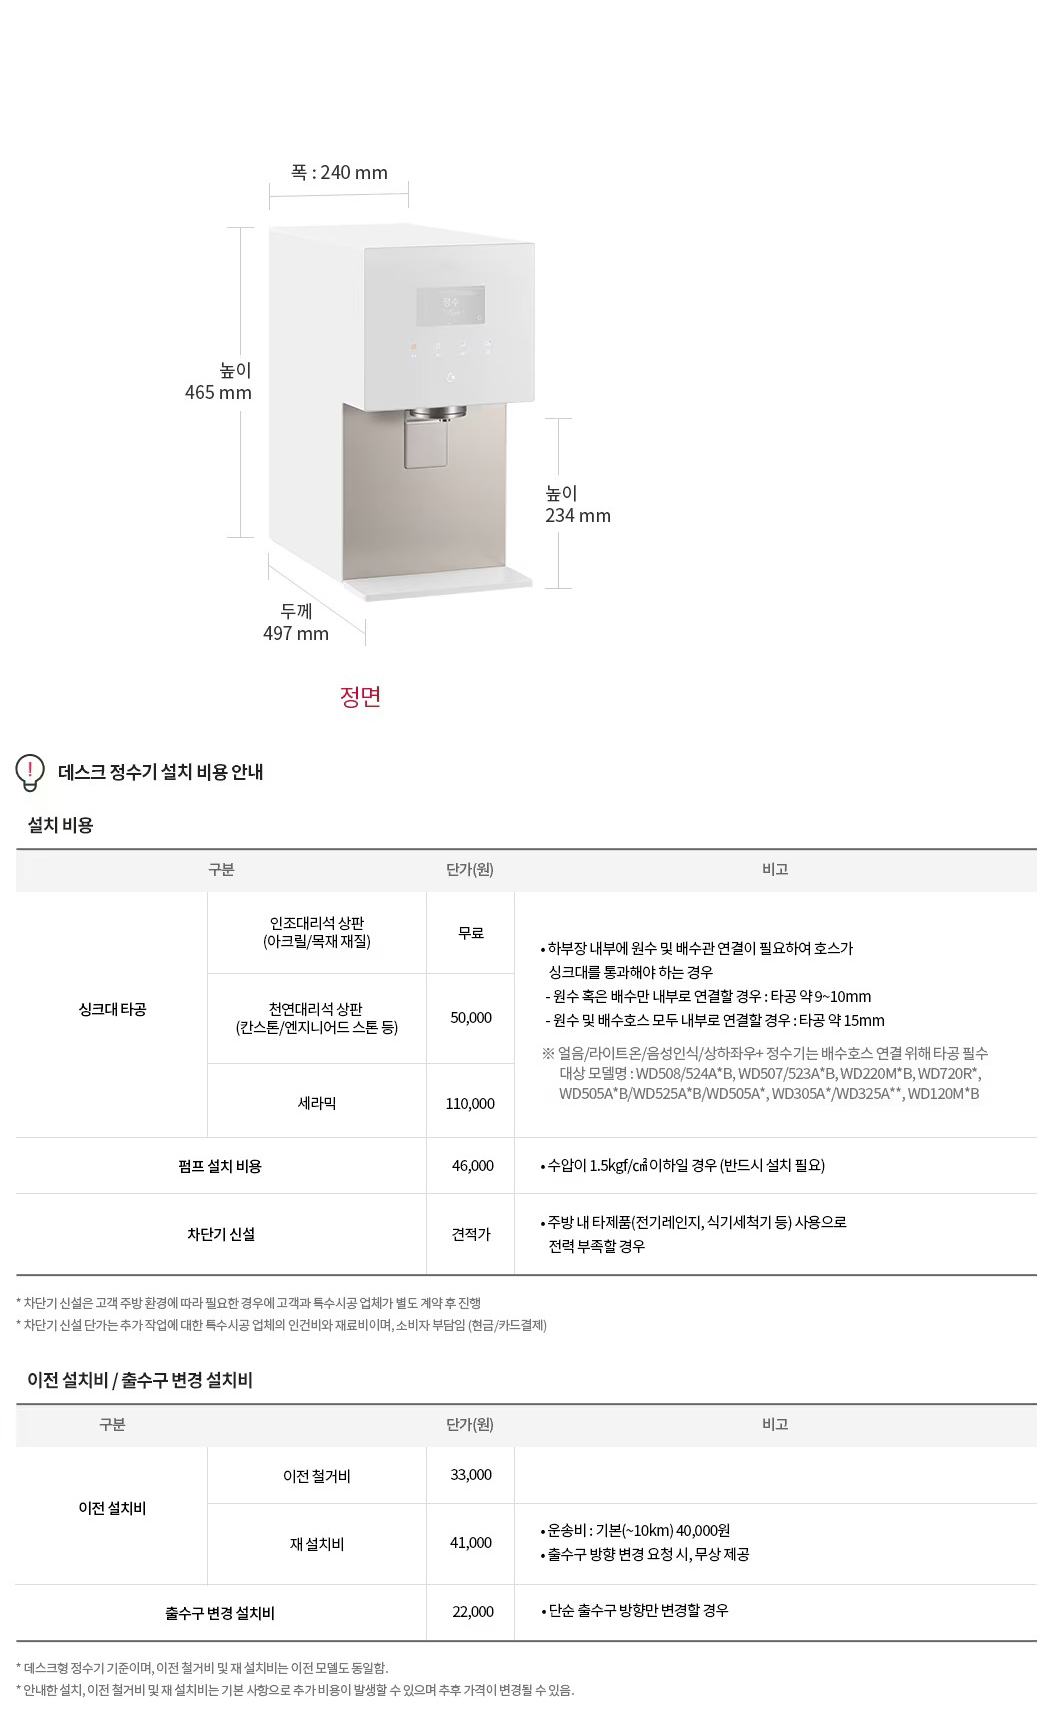 폭 : 240 mm
정수
높이
465 mm
높이
234 mm
두께
497 mm
정면
데스크 정수기 설치 비용 안내
설치 비용
구분 단가(원) 비고
싱크대 타공
인조대리석 상판
(아크릴/목재 재질)
무료
천연대리석 상판
(칸스톤/엔지니어드 스톤 등)
50,000
세라믹
110,000
• 하부장 내부에 원수 및 배수관 연결이 필요하여 호스가
싱크대를 통과해야 하는 경우
- 원수 혹은 배수만 내부로 연결할 경우 : 타공 약 9~10mm
- 원수 및 배수호스 모두 내부로 연결할 경우 : 타공 약 15mm
※ 얼음/라이트온/음성인식/상하좌우+ 정수기는 배수호스 연결 위해 타공 필수
대상 모델명 : WD508/524A*B, WD507/523A*B, WD220M*B, WD720R*,
WD505A*B/WD525A*B/WD505A*, WD305A*/WD325A**, WD120M*B
펌프 설치 비용 46,000 • 수압이 1.5kgf/㎠ 이하일 경우 (반드시 설치 필요)
차단기 신설 견적가
• 주방 내 타제품(전기레인지, 식기세척기 등) 사용으로
전력 부족할 경우
* 차단기 신설은 고객 주방 환경에 따라 필요한 경우에 고객과 특수시공 업체가 별도 계약 후 진행
* 차단기 신설 단가는 추가 작업에 대한 특수시공 업체의 인건비와 재료비이며, 소비자 부담임 (현금/카드결제)
이전 설치비 / 출수구 변경 설치비
구분 단가(원) 비고
이전 설치비
이전 철거비 33,000
재 설치비 41,000
• 운송비 : 기본(~10km) 40,000원
• 출수구 방향 변경 요청 시, 무상 제공
출수구 변경 설치비 22,000 • 단순 출수구 방향만 변경할 경우
* 데스크형 정수기 기준이며, 이전 철거비 및 재 설치비는 이전 모델도 동일함.
* 안내한 설치, 이전 철거비 및 재 설치비는 기본 사항으로 추가 비용이 발생할 수 있으며 추후 가격이 변경될 수 있음.